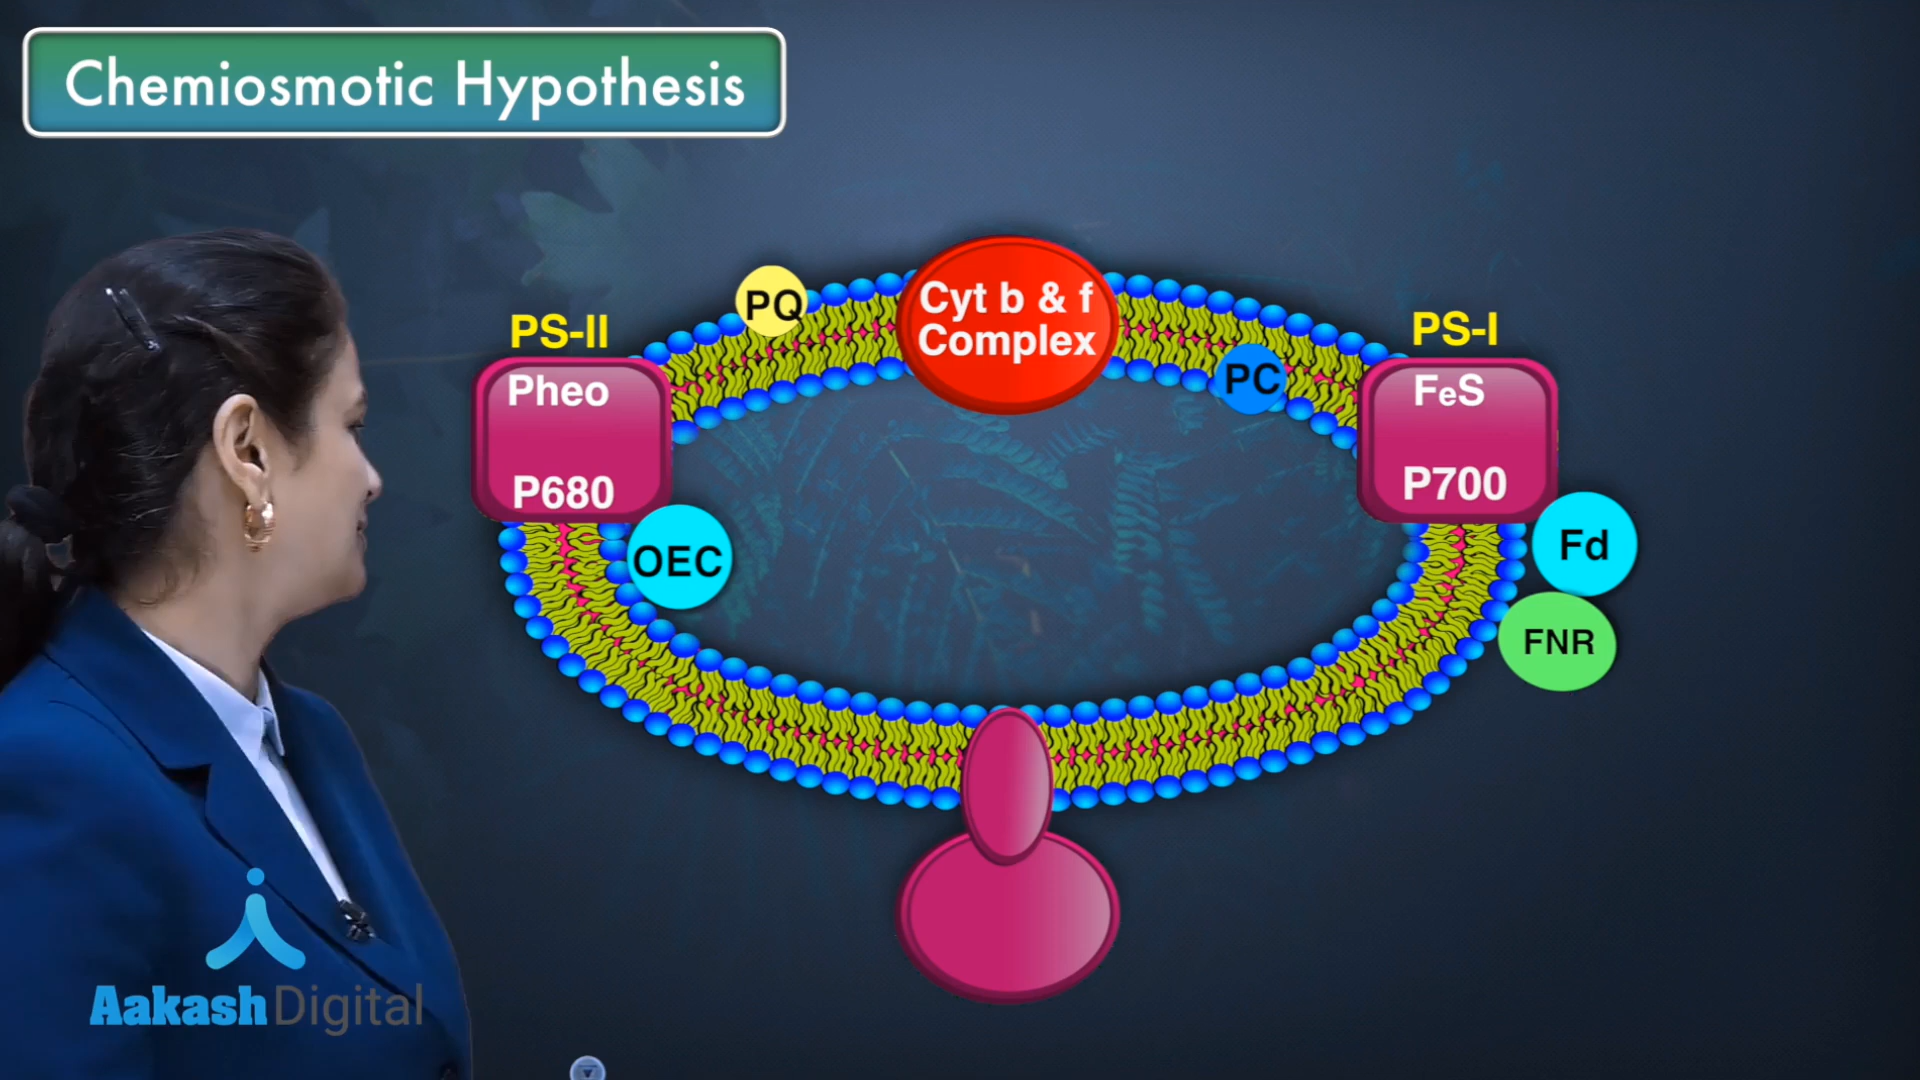 Chemiosmotic Hypothesis
PS-II
Pheo
P680
OEC
PQ
Cyt b & f
Complex
PC
PS-I
FeS
P700
Fd
FNR
Aakash Digital